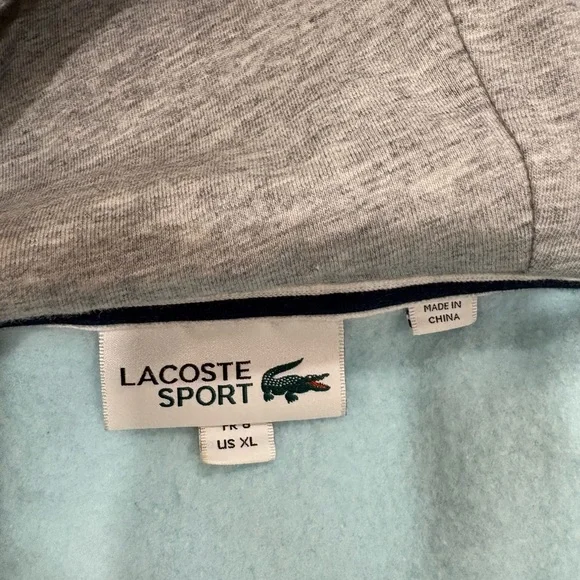 LACOSTE
SPORT
FR 6
US XL
MADE IN
CHINA